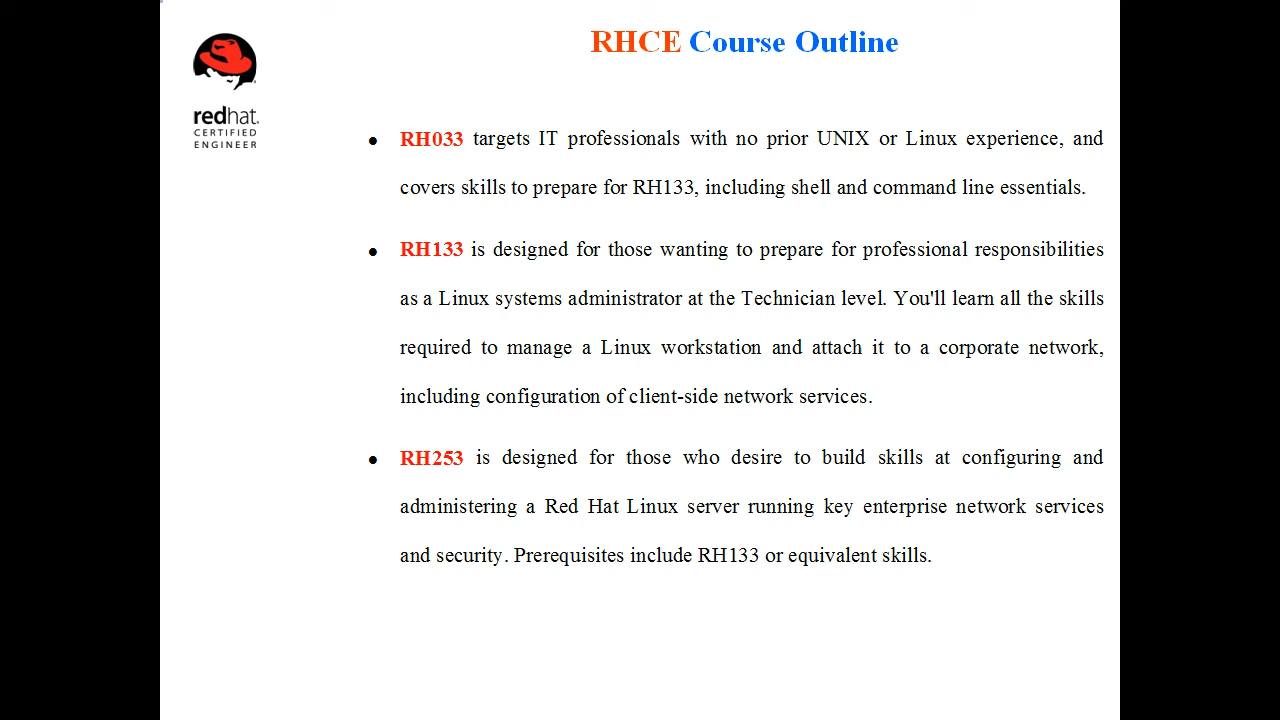 RHCE Course Outline
redhat.
CERTIFIED
ENGINEER
RH033 targets IT professionals with no prior UNIX or Linux experience, and
covers skills to prepare for RH133, including shell and command line essentials.
RH133 is designed for those wanting to prepare for professional responsibilities
as a Linux systems administrator at the Technician level. You'll learn all the skills
required to manage a Linux workstation and attach it to a corporate network,
including configuration of client-side network services.
RH253 is designed for those who desire to build skills at configuring and
administering a Red Hat Linux server running key enterprise network services
and security. Prerequisites include RH133 or equivalent skills.